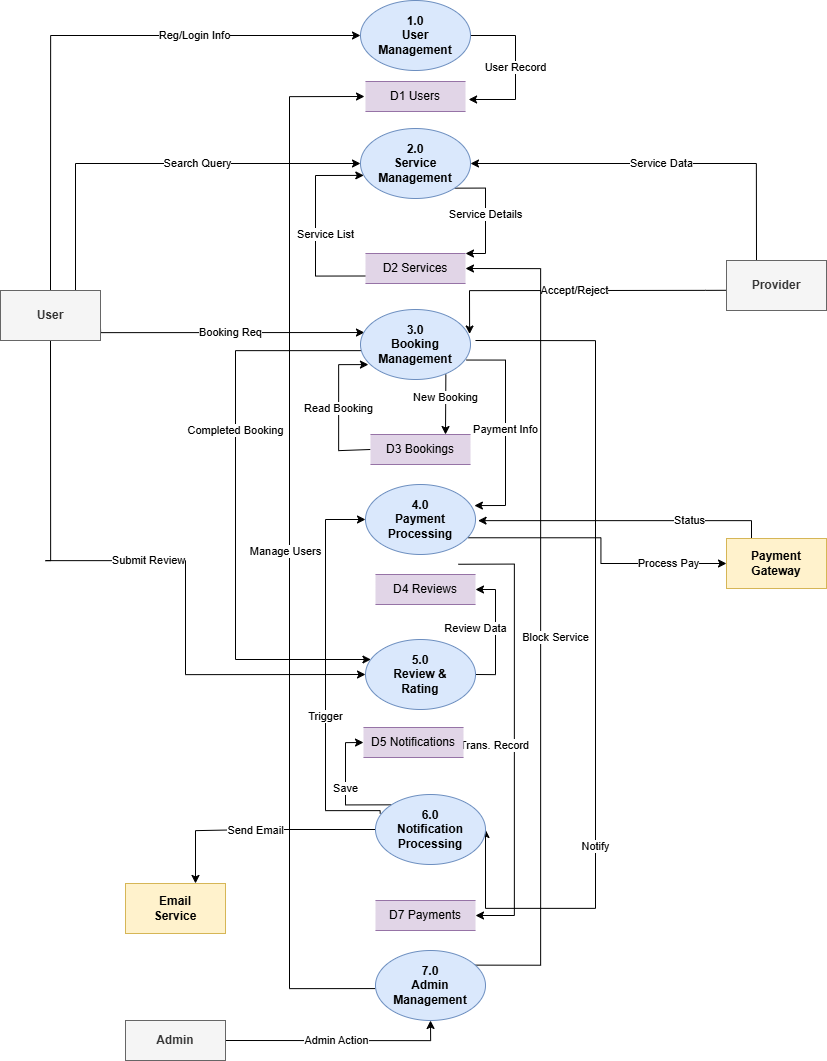 1.0
User
Management
Reg/Login Info
User Record
D1 Users
2.0
Service
Management
Search Query
Service Data
Service Details
Service List
D2 Services
User
Provider
Accept/Reject
Booking Req
3.0
Booking
Management
New Booking
Read Booking
Completed Booking
Payment Info
D3 Bookings
4.0
Payment
Processing
Status
Manage Users
Submit Review
Process Pay
Payment
Gateway
D4 Reviews
Review Data
Block Service
5.0
Review &
Rating
Trigger
D5 Notifications
Trans. Record
Save
6.0
Notification
Processing
Send Email
Notify
Email
Service
D7 Payments
7.0
Admin
Management
Admin
Admin Action